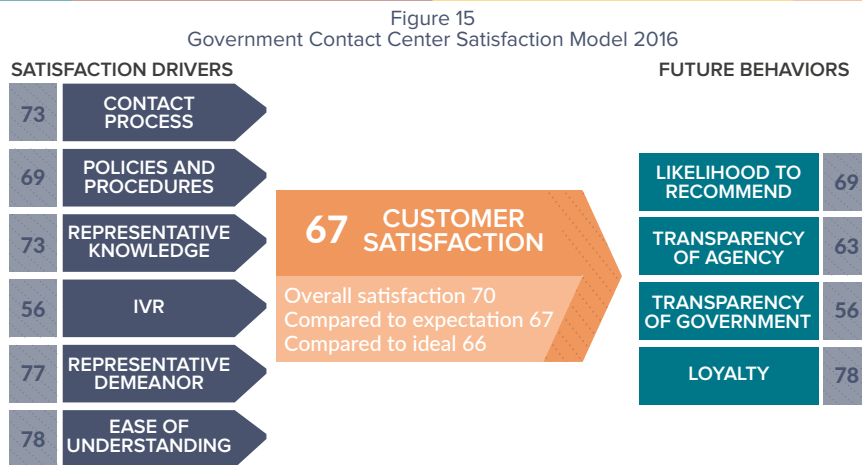 Figure 15
Government Contact Center Satisfaction Model 2016
SATISFACTION DRIVERS
73
CONTACT
PROCESS
69
POLICIES AND
PROCEDURES
73
REPRESENTATIVE
KNOWLEDGE
56
IVR
77
REPRESENTATIVE
DEMEANOR
78
EASE OF
UNDERSTANDING
67
CUSTOMER
SATISFACTION
Overall satisfaction 70
Compared to expectation 67
Compared to ideal 66
FUTURE BEHAVIORS
LIKELIHOOD TO
RECOMMEND
69
TRANSPARENCY
OF AGENCY
63
TRANSPARENCY
OF GOVERNMENT
56
LOYALTY
78